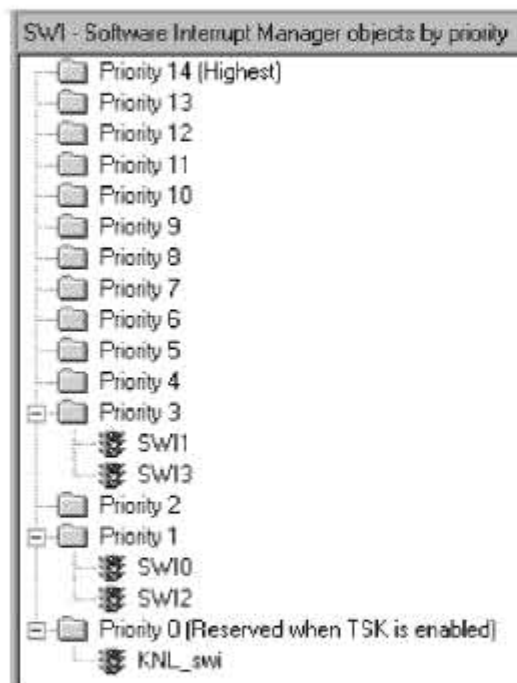 SWI - Software Interrupt Manager objects by priority
Priority 14 (Highest)
Priority 13
Priority 12
Priority 11
Priority 10
Priority 9
Priority 8
Priority 7
Priority 6
Priority 5
Priority 4
Priority 3
SWI1
SWI3
Priority 2
Priority 1
SWI0
SWI2
Priority 0 (Reserved when TSK is enabled)
KNL_swi